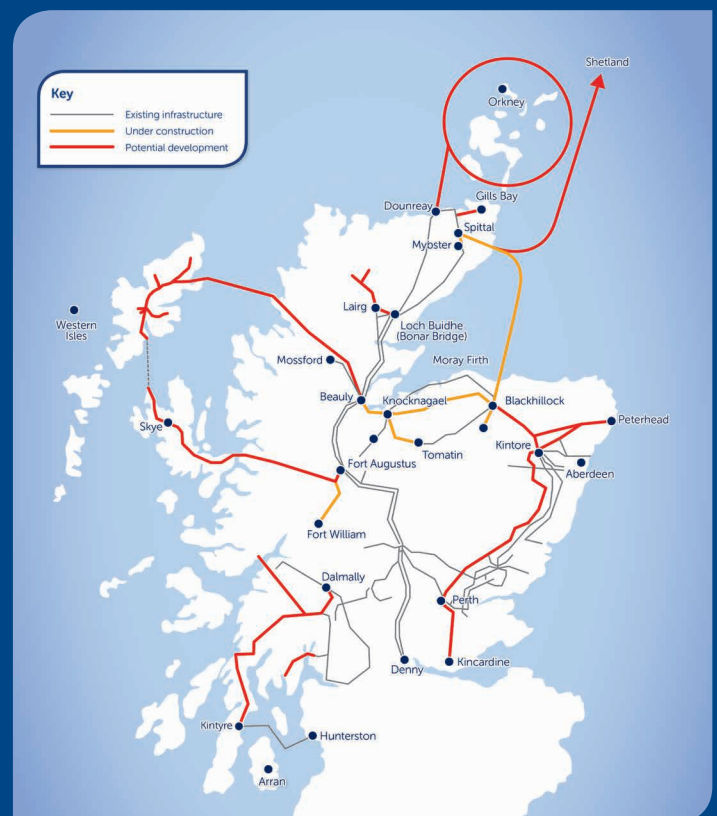 Key
Existing infrastructure
Under construction
Potential development
Shetland
Orkney
Dounreay
Gills Bay
Spittal
Mybster
Lairg
Loch Buidhe
(Bonar Bridge)
Western
Isles
Mossford
Moray Firth
Beauly
Knocknagael
Blackhillock
Peterhead
Skye
Tomatin
Kintore
Fort Augustus
Aberdeen
Fort William
Dalmally
Perth
Denny
Kincardine
Kintyre
Hunterston
Arran